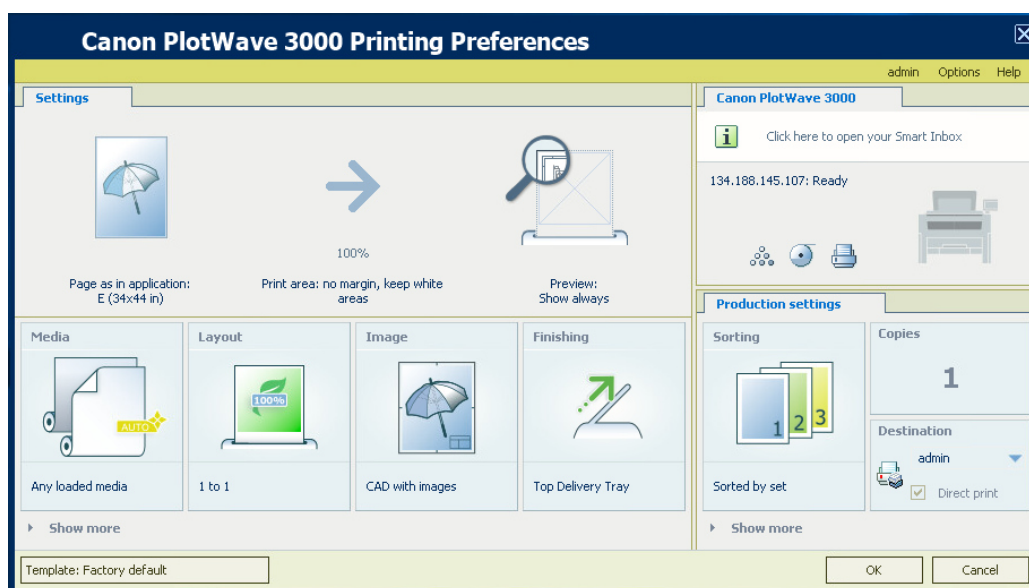 Canon PlotWave 3000 Printing Preferences
admin Options Help
Settings
Page as in application:
E (34x44 in)
100%
Print area: no margin, keep white
areas
Preview:
Show always
Canon PlotWave 3000
i
Click here to open your Smart Inbox
134.188.145.107: Ready
Media
AUTO
Any loaded media
Layout
100%
1 to 1
Image
CAD with images
Finishing
Top Delivery Tray
Show more
Production settings
Sorting
1 2 3
Sorted by set
Copies
1
Destination
admin
Direct print
Show more
Template: Factory default
OK
Cancel